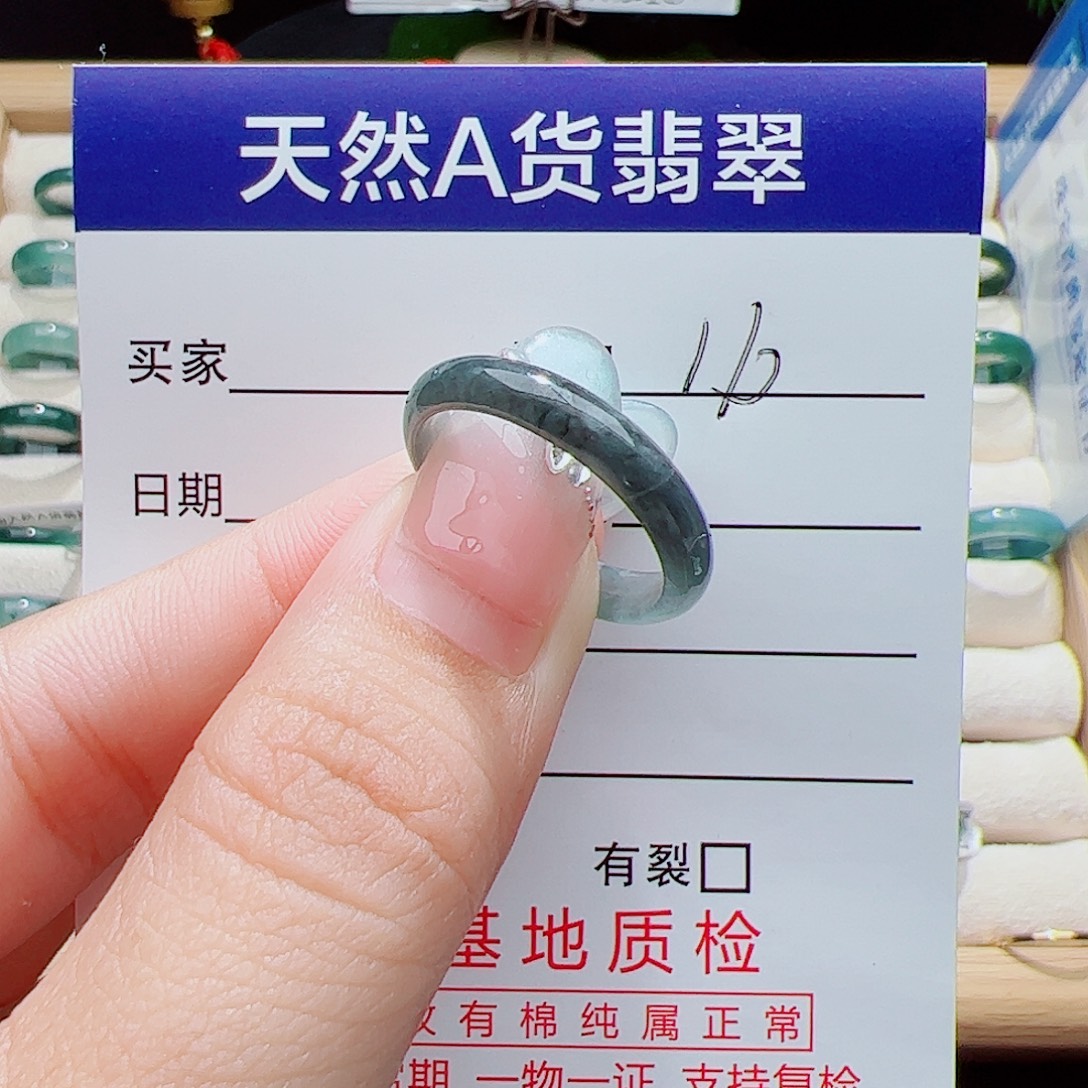 天然A货翡翠
买家 16
日期
有裂□
基地质检
有棉纯属正常
期 一物一证 支持复检